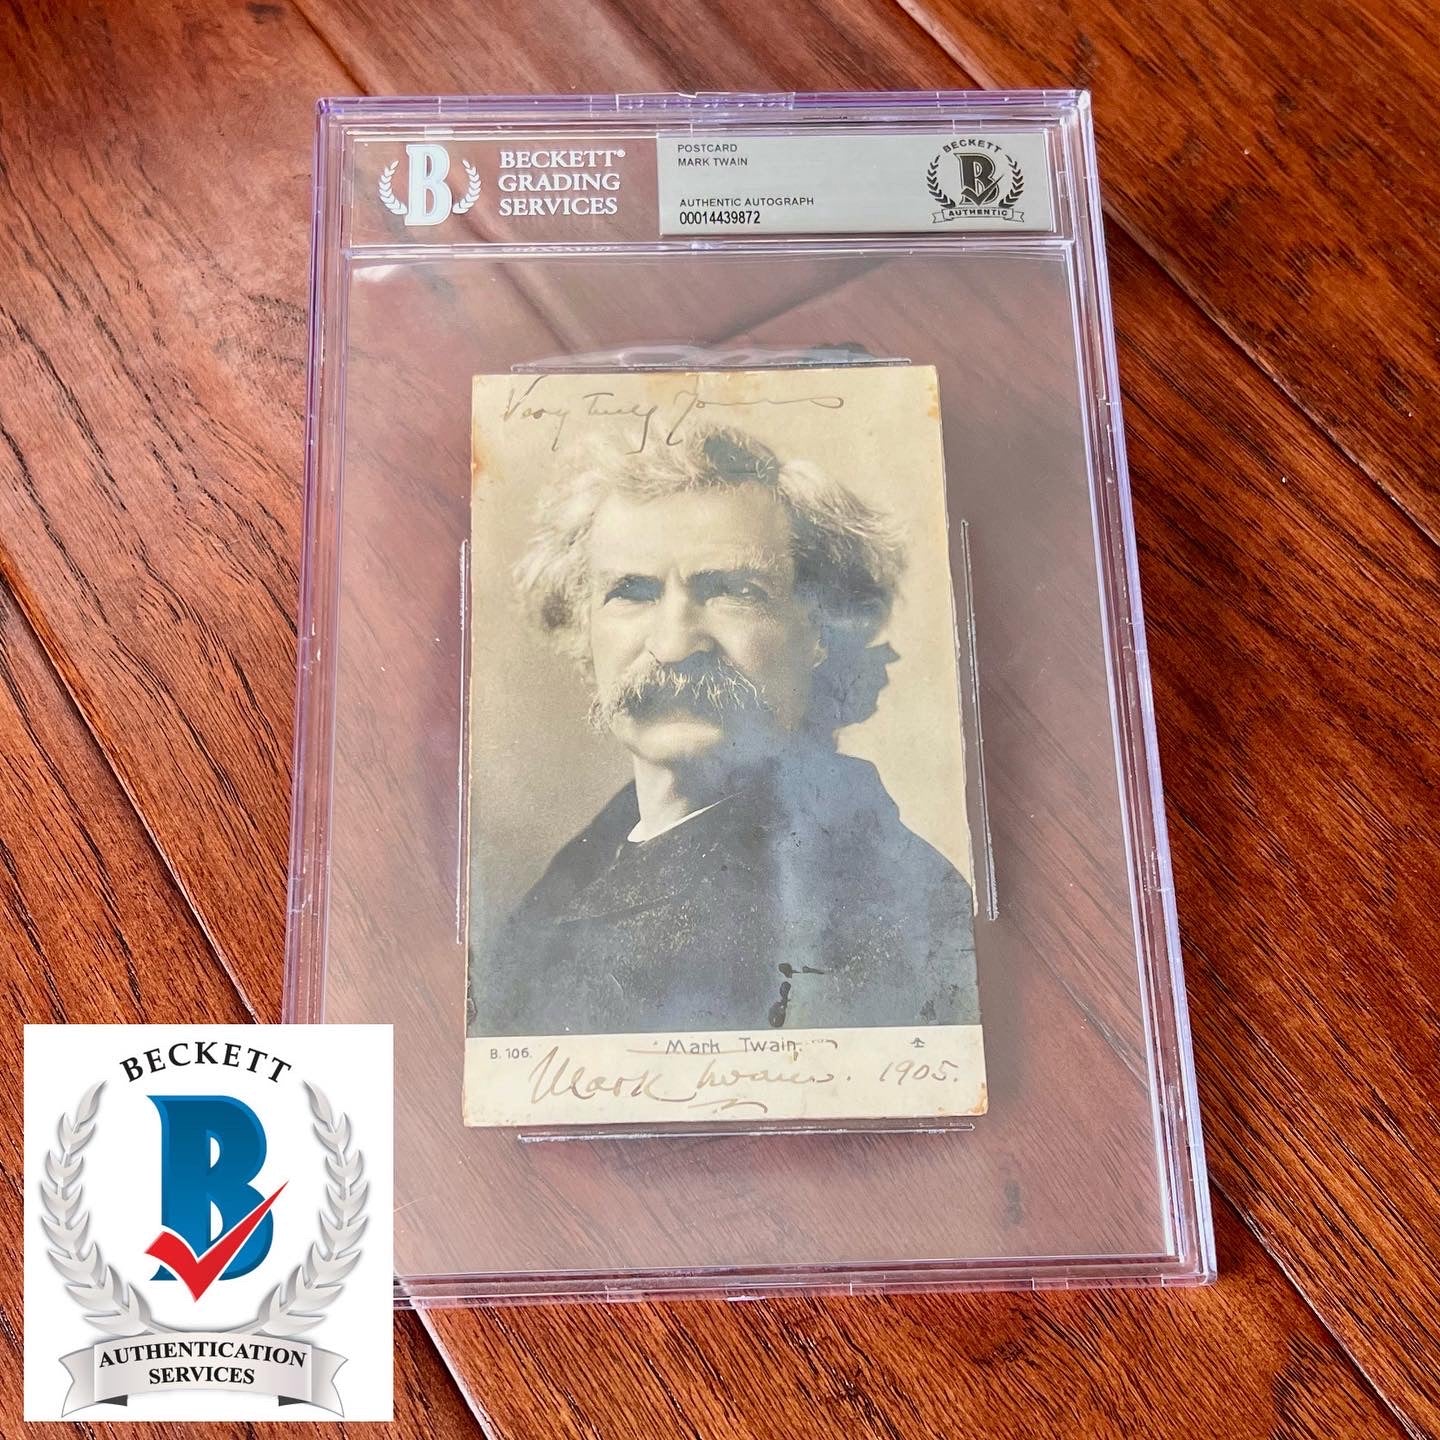 B
BECKETT®
GRADING
SERVICES
POSTCARD
MARK TWAIN
AUTHENTIC AUTOGRAPH
00014439872
BECKETT
B
AUTHENTIC
Very truly Yours
B. 106.
Mark Twain.
Mark Twain. 1905.
BECKETT
B
AUTHENTICATION
SERVICES